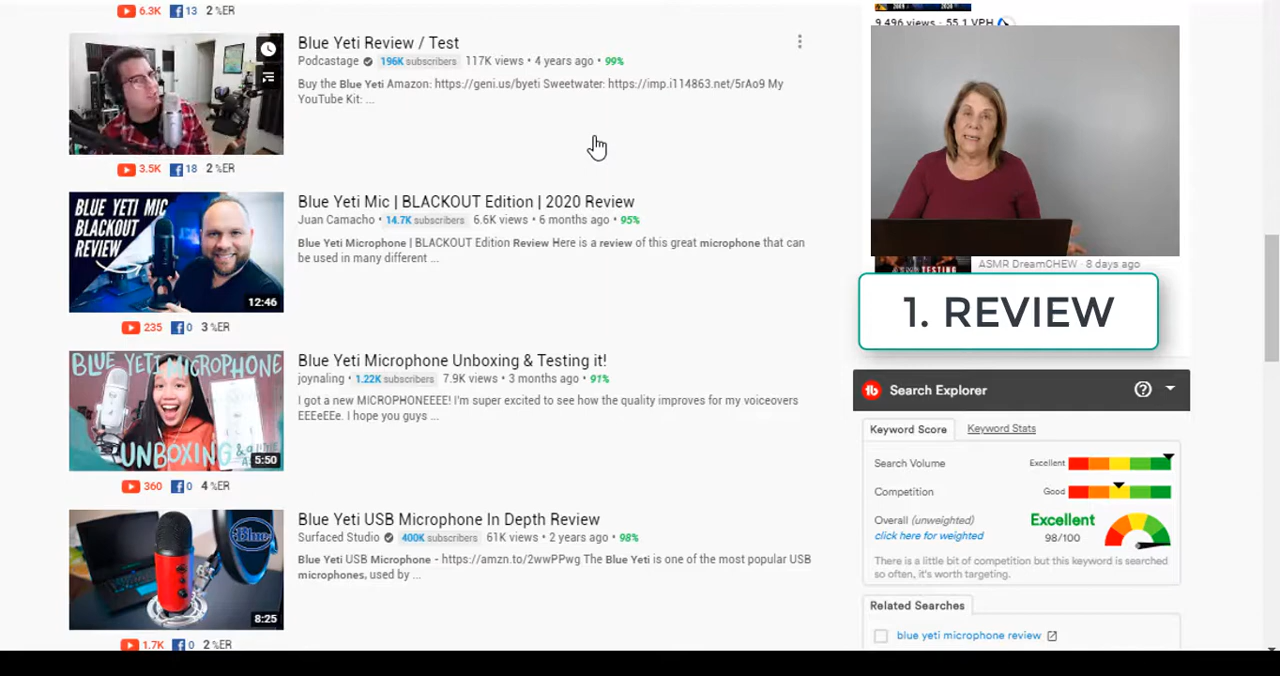 6.3K 13 2 %ER
Blue Yeti Review / Test
Podcastage 196K subscribers 117K views • 4 years ago • 99%
Buy the Blue Yeti Amazon: https://geni.us/byeti Sweetwater: https://imp.i114863.net/5rAo9 My
YouTube Kit: ...
3.5K 18 2 %ER
BLUE YETI MIC
BLACKOUT
REVIEW
12:46
Blue Yeti Mic | BLACKOUT Edition | 2020 Review
Juan Camacho • 14.7K subscribers 6.6K views • 6 months ago • 95%
Blue Yeti Microphone | BLACKOUT Edition Review Here is a review of this great microphone that can
be used in many different ...
235 0 3 %ER
BLUE YETI MICROPHONE
UNBOXING
5:50
Blue Yeti Microphone Unboxing & Testing it!
joynaling • 1.22K subscribers 7.9K views • 3 months ago • 91%
I got a new MICROPHONEEEE! I'm super excited to see how the quality improves for my voiceovers
EEEeEEe. I hope you guys ...
360 0 4 %ER
Blue
8:25
Blue Yeti USB Microphone In Depth Review
Surfaced Studio 400K subscribers 61K views • 2 years ago • 98%
Blue Yeti USB Microphone - https://amzn.to/2wwPPwg The Blue Yeti is one of the most popular USB
microphones, used by ...
1.7K 0 2 %ER
9,496 views · 55.1 VPH
TESTING
ASMR DreamCHEW · 8 days ago
1. REVIEW
tb Search Explorer
Keyword Score Keyword Stats
Search Volume Excellent
Competition Good
Overall (unweighted) Excellent
click here for weighted 98/100
There is a little bit of competition but this keyword is searched
so often, it's worth targeting.
Related Searches
blue yeti microphone review